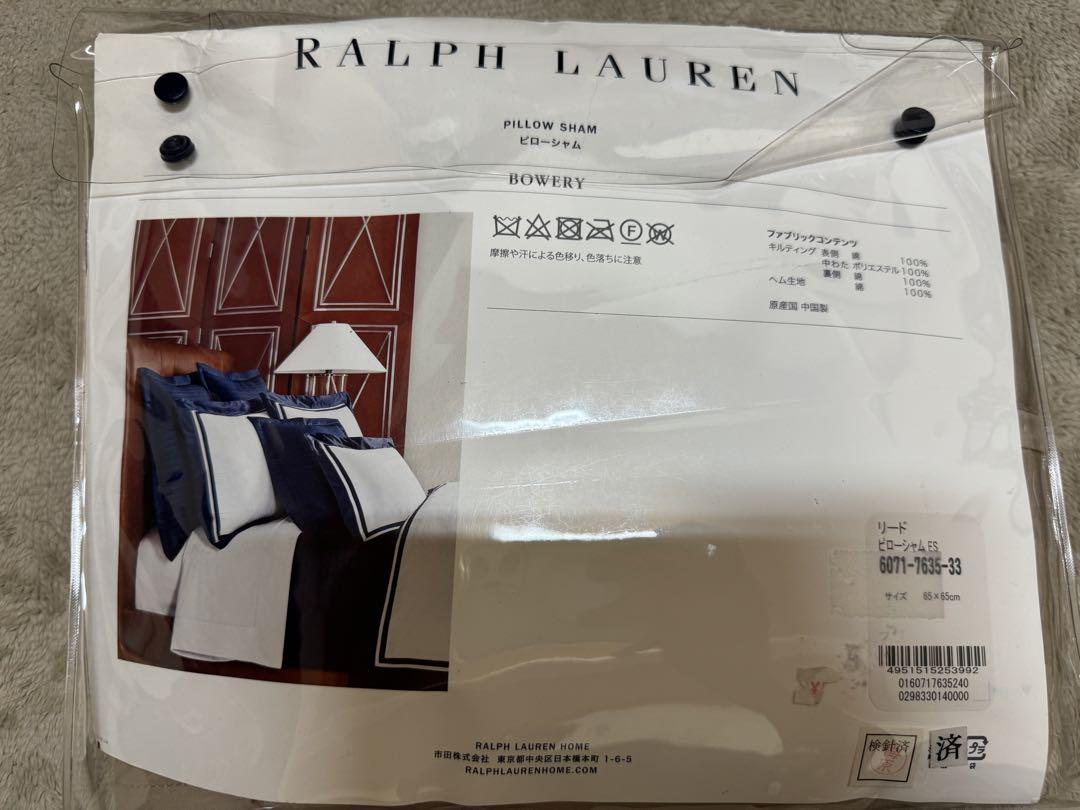 RALPH LAUREN
PILLOW SHAM
ピローシャム
BOWERY
F W
摩擦や汗による色移り、色落ちに注意
ファブリックコンテンツ
キルティング 表側 綿 100%
中わた ポリエステル 100%
裏側 綿 100%
ヘム生地 綿 100%
原産国 中国製
リード
ピローシャム ES
6071-7635-33
サイズ 65×65cm
4951515253992
0160717635240
0298330140000
¥
検針済
済
プラ
袋
RALPH LAUREN HOME
市田株式会社 東京都中央区日本橋本町 1-6-5
RALPHLAURENHOME.COM